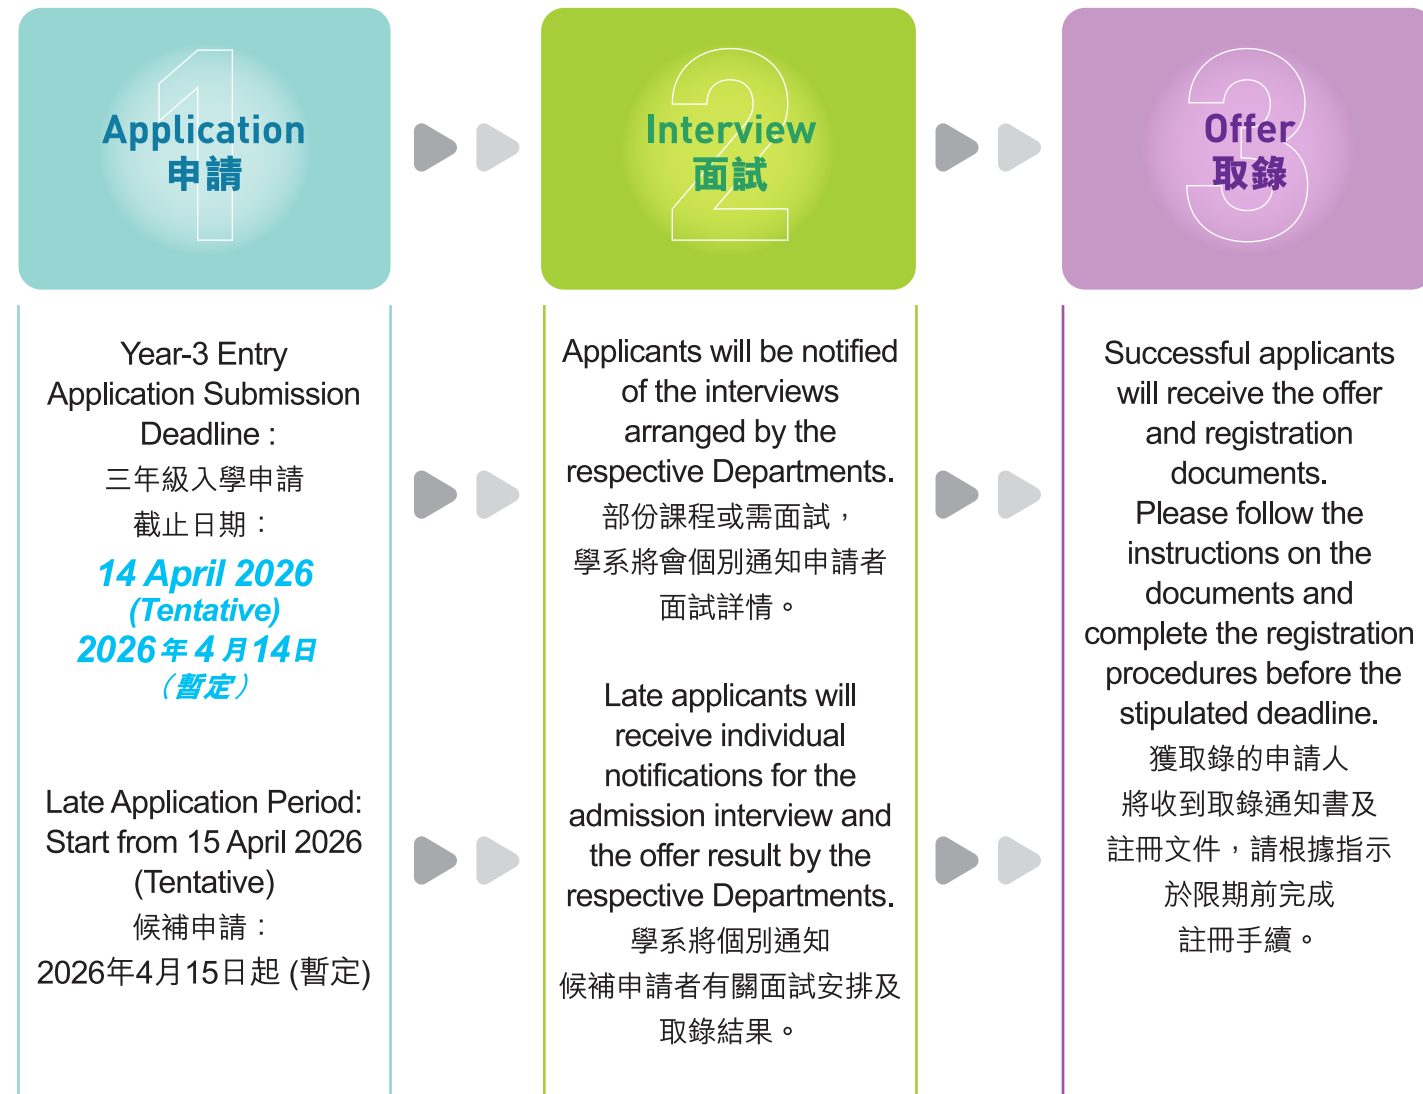 1
Application
申請
2
Interview
面試
3
Offer
取錄
Year-3 Entry
Application Submission
Deadline :
三年級入學申請
截止日期：
14 April 2026
(Tentative)
2026年 4 月14日
（暫定）
Late Application Period:
Start from 15 April 2026
(Tentative)
候補申請：
2026年4月15日起 (暫定)
Applicants will be notified
of the interviews
arranged by the
respective Departments.
部份課程或需面試，
學系將會個別通知申請者
面試詳情。
Late applicants will
receive individual
notifications for the
admission interview and
the offer result by the
respective Departments.
學系將個別通知
候補申請者有關面試安排及
取錄結果。
Successful applicants
will receive the offer
and registration
documents.
Please follow the
instructions on the
documents and
complete the registration
procedures before the
stipulated deadline.
獲取錄的申請人
將收到取錄通知書及
註冊文件，請根據指示
於限期前完成
註冊手續。